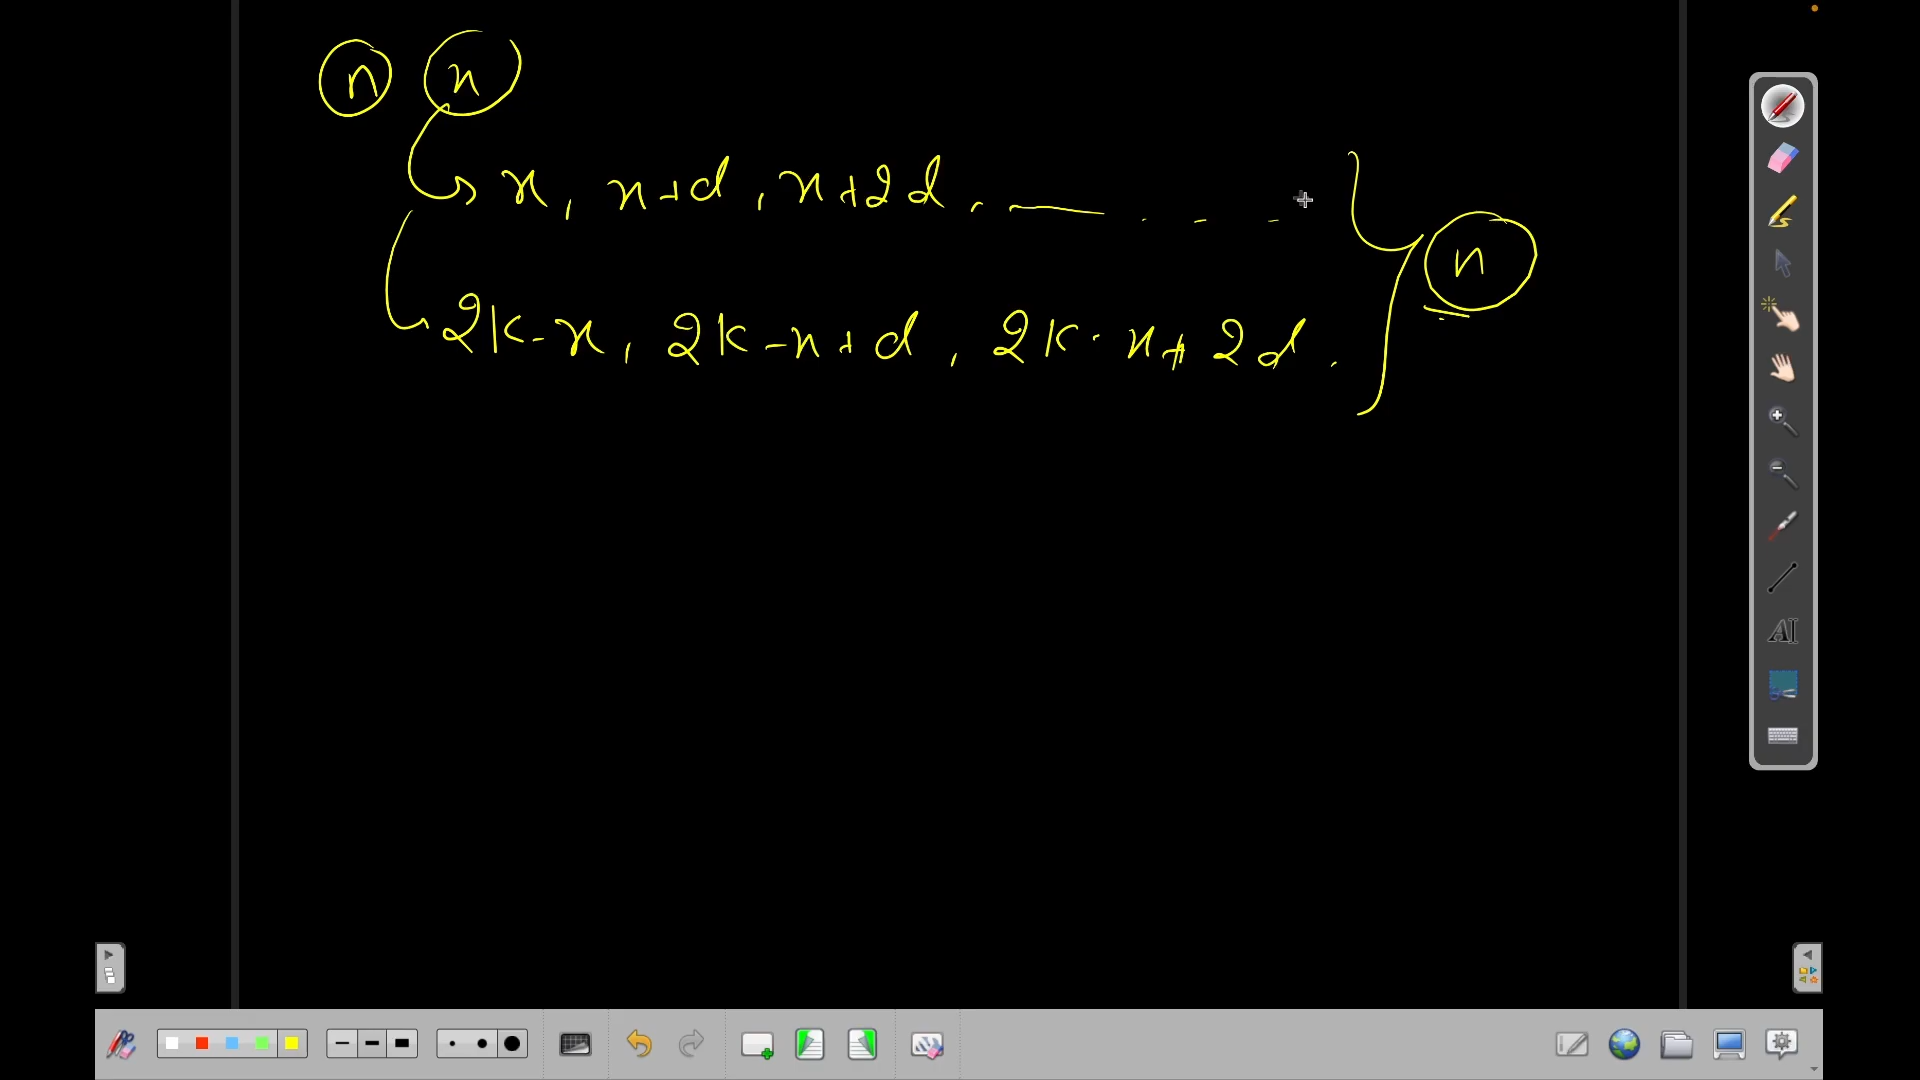 n x
x, x+d, x+2d, — . . .
2k-x, 2k-x+d, 2k-x+2d.
n